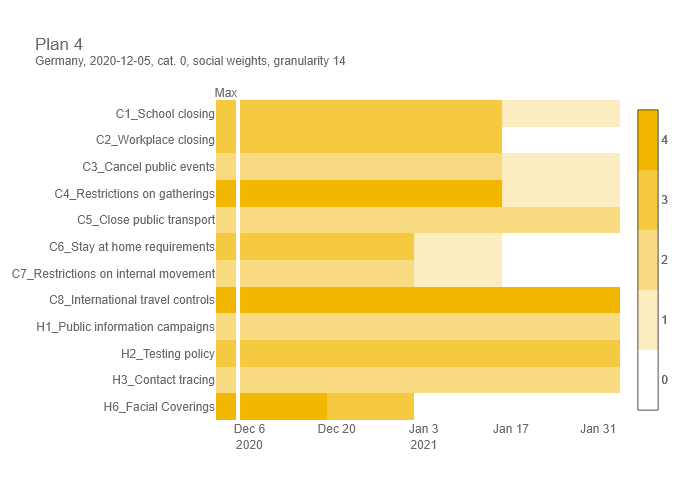 Plan 4
Germany, 2020-12-05, cat. 0, social weights, granularity 14
Max
C1_School closing
C2_Workplace closing
C3_Cancel public events
C4_Restrictions on gatherings
C5_Close public transport
C6_Stay at home requirements
C7_Restrictions on internal movement
C8_International travel controls
H1_Public information campaigns
H2_Testing policy
H3_Contact tracing
H6_Facial Coverings
Dec 6 Dec 20 Jan 3 Jan 17 Jan 31
2020 2021
4
3
2
1
0